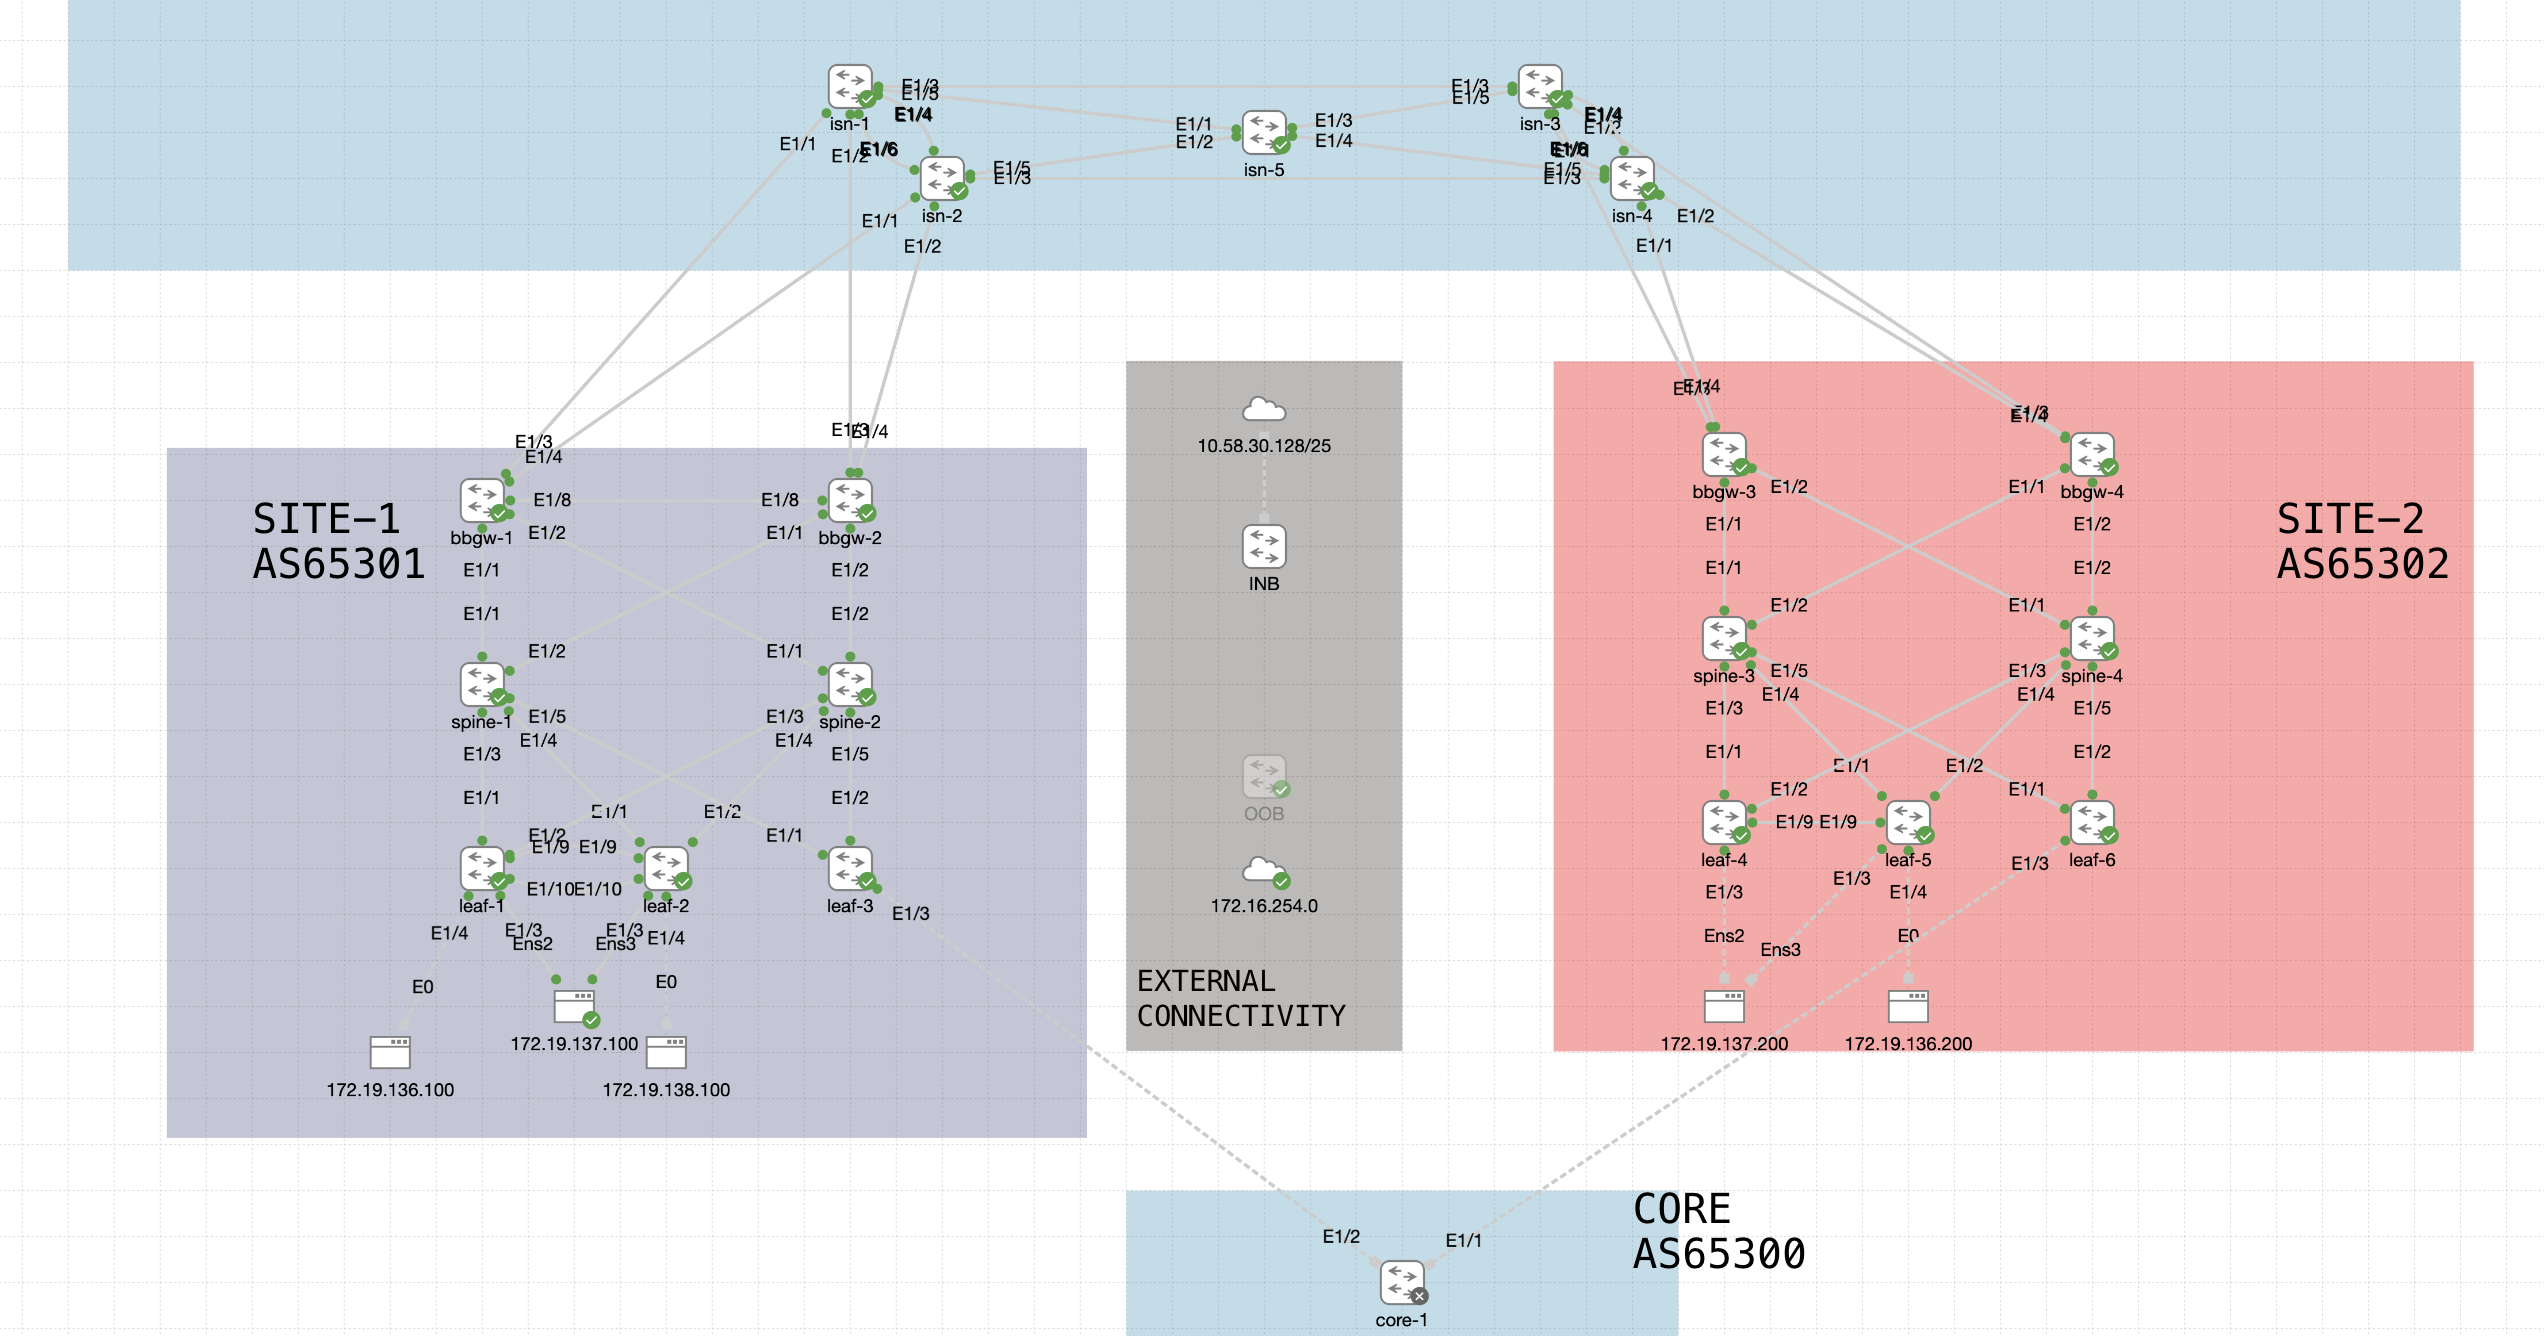 E1/3
E1/5
E1/4
isn-1
E1/1
E1/2
E1/6
E1/5
E1/3
isn-2
E1/1
E1/2
E1/1
E1/2
E1/3
E1/4
isn-5
E1/3
E1/5
isn-3
E1/4
E1/2
E1/6
E1/5
E1/3
isn-4
E1/2
E1/1
E1/3
E1/4
E1/3
E1/4
SITE-1
AS65301
bbgw-1
E1/8
E1/8
bbgw-2
E1/2
E1/1
E1/1
E1/2
E1/1
E1/2
E1/2
E1/1
spine-1
E1/5
E1/3
spine-2
E1/4
E1/4
E1/3
E1/5
E1/1
E1/2
E1/1
E1/2
E1/2
E1/9
E1/9
E1/1
E1/10
E1/10
leaf-1
leaf-2
leaf-3
E1/3
E1/4
E1/3
Ens2
E1/3
Ens3
E1/4
E0
E0
172.19.137.100
172.19.136.100
172.19.138.100
10.58.30.128/25
INB
OOB
172.16.254.0
EXTERNAL
CONNECTIVITY
E1/4
E1/3
E1/4
SITE-2
AS65302
bbgw-3
E1/2
E1/1
bbgw-4
E1/1
E1/2
E1/1
E1/2
E1/2
E1/1
spine-3
E1/5
E1/3
spine-4
E1/4
E1/4
E1/3
E1/5
E1/1
E1/2
E1/1
E1/2
E1/2
E1/1
E1/9
E1/9
leaf-4
leaf-5
leaf-6
E1/3
E1/3
E1/4
E1/3
Ens2
Ens3
E0
172.19.137.200
172.19.136.200
CORE
AS65300
E1/2
E1/1
core-1